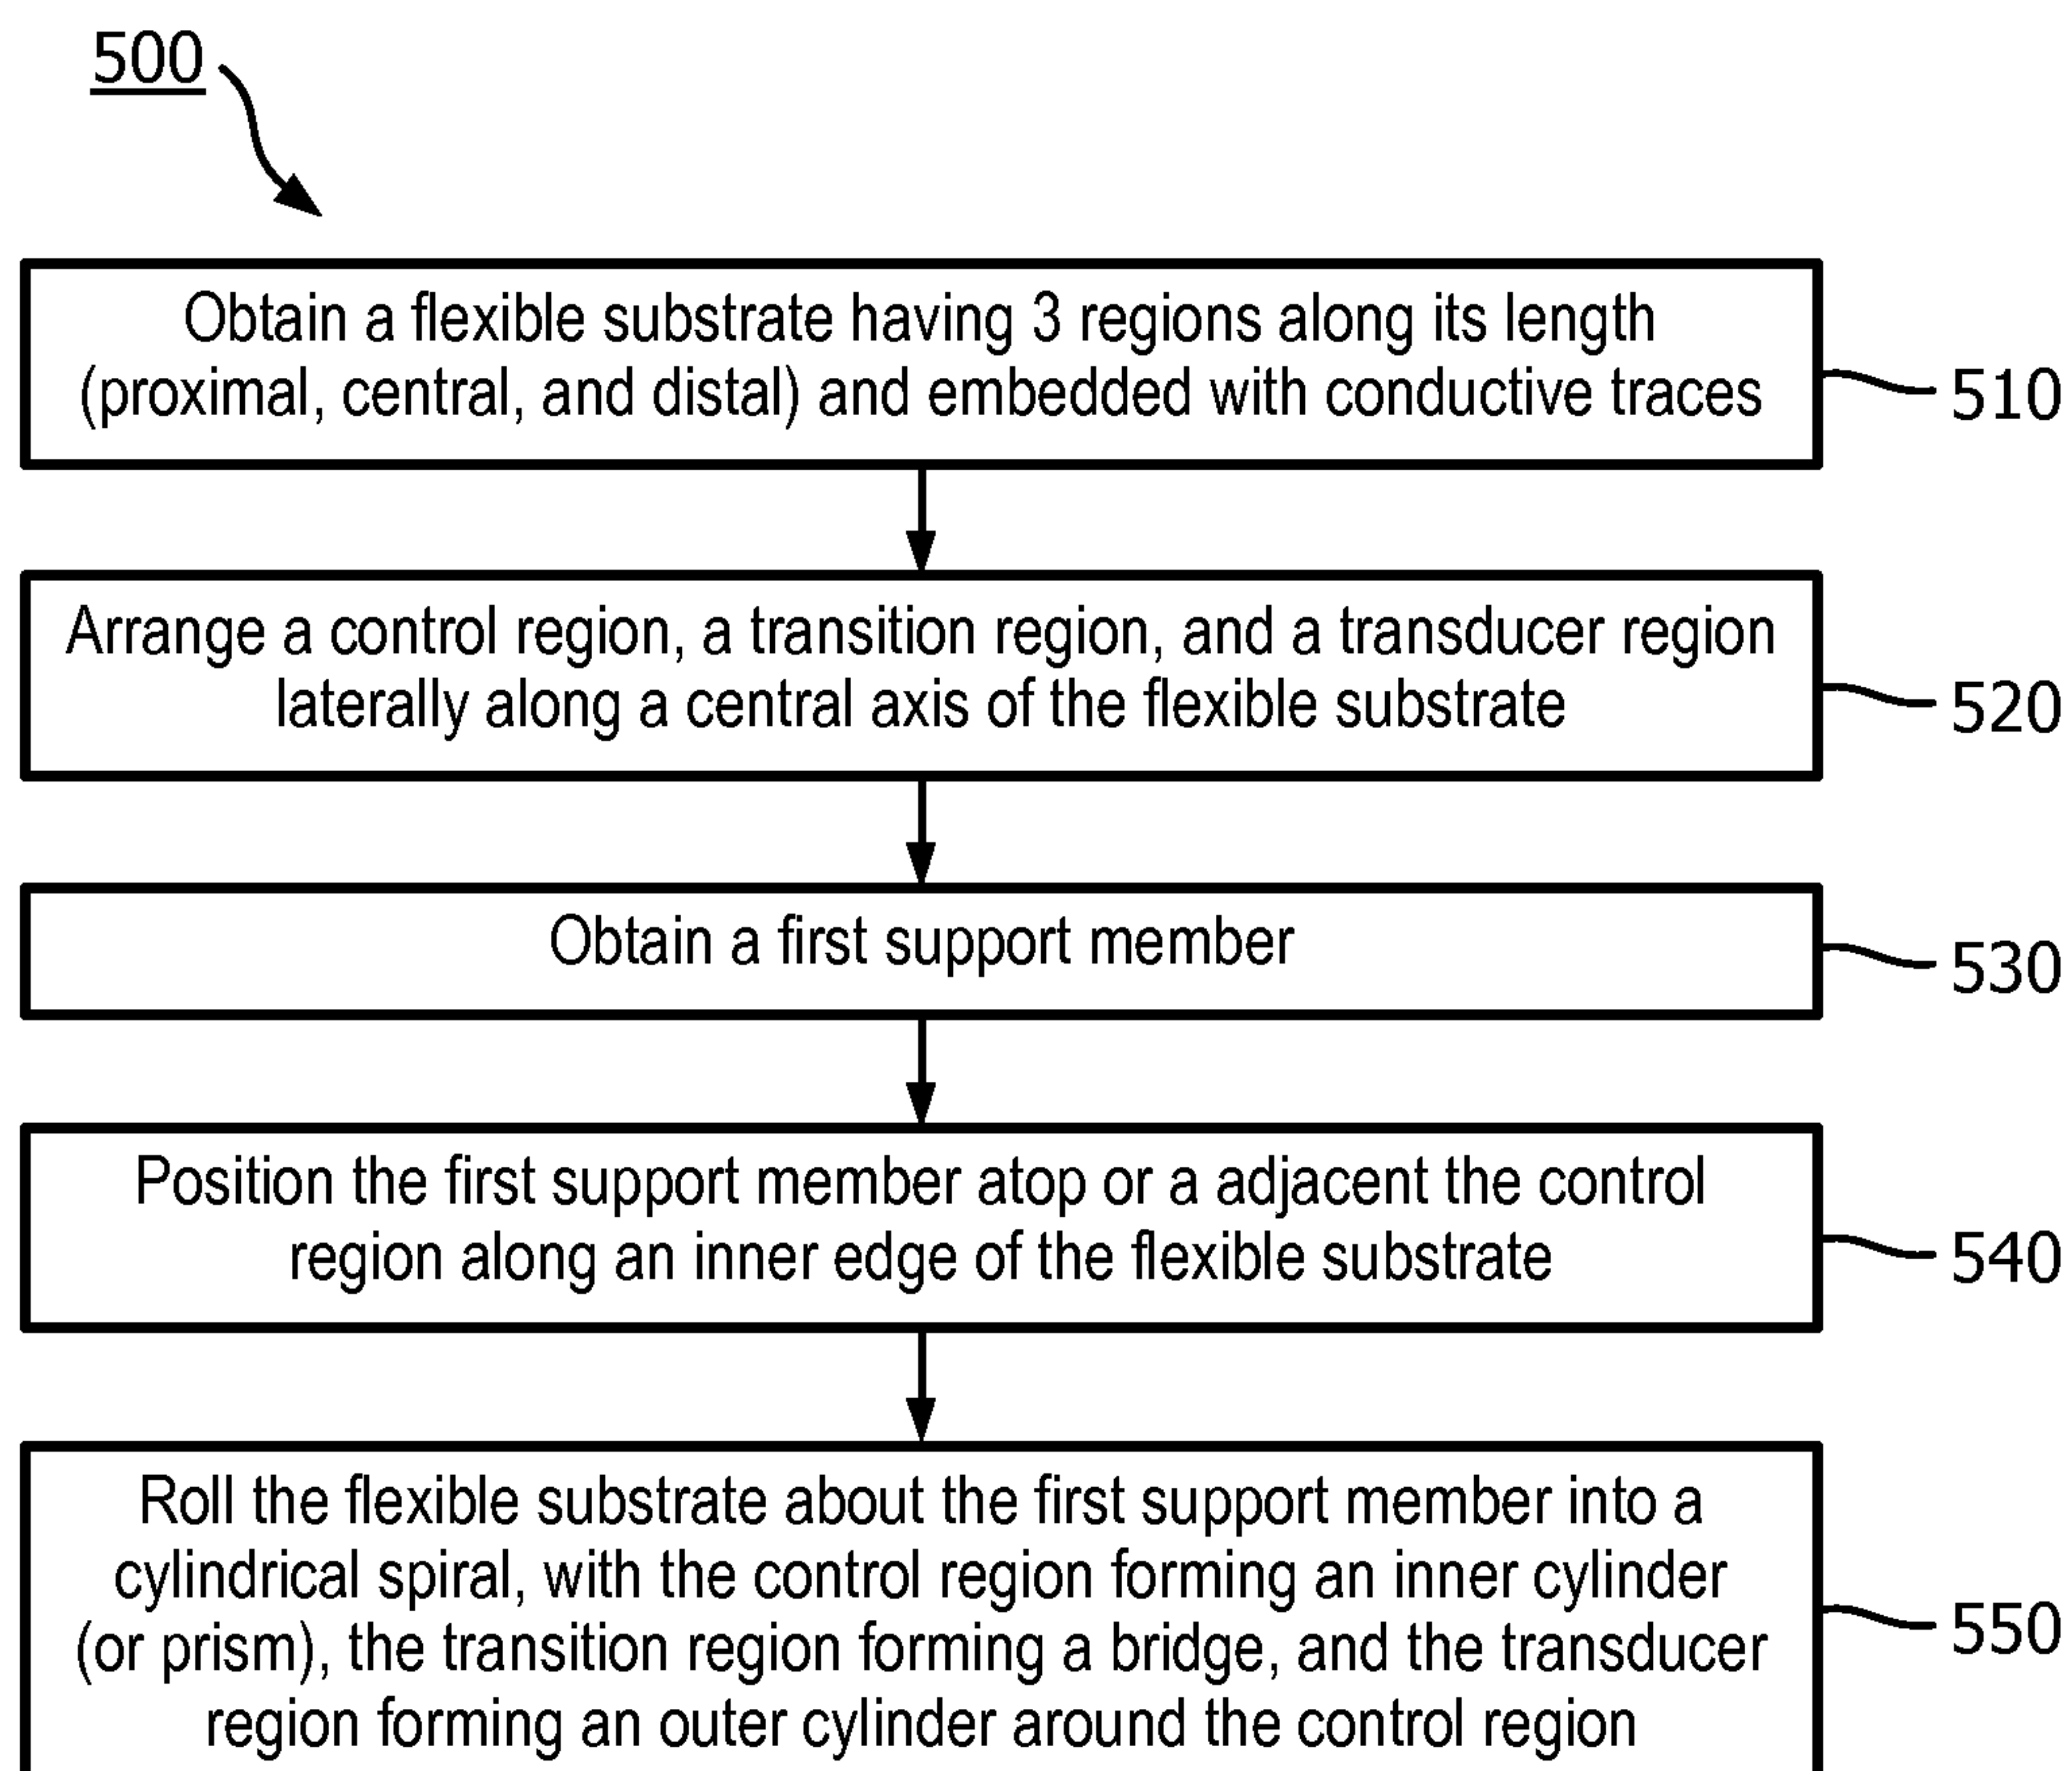 500
Obtain a flexible substrate having 3 regions along its length
(proximal, central, and distal) and embedded with conductive traces
510
Arrange a control region, a transition region, and a transducer region
laterally along a central axis of the flexible substrate
520
Obtain a first support member
530
Position the first support member atop or a adjacent the control
region along an inner edge of the flexible substrate
540
Roll the flexible substrate about the first support member into a
cylindrical spiral, with the control region forming an inner cylinder
(or prism), the transition region forming a bridge, and the transducer
region forming an outer cylinder around the control region
550